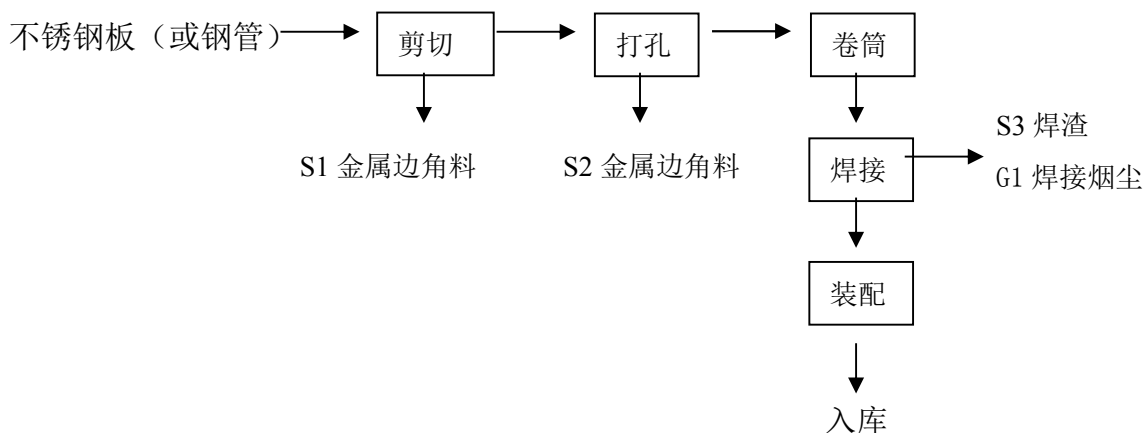 不锈钢板（或钢管）
剪切
打孔
卷筒
S1 金属边角料
S2 金属边角料
焊接
S3 焊渣
G1 焊接烟尘
装配
入库